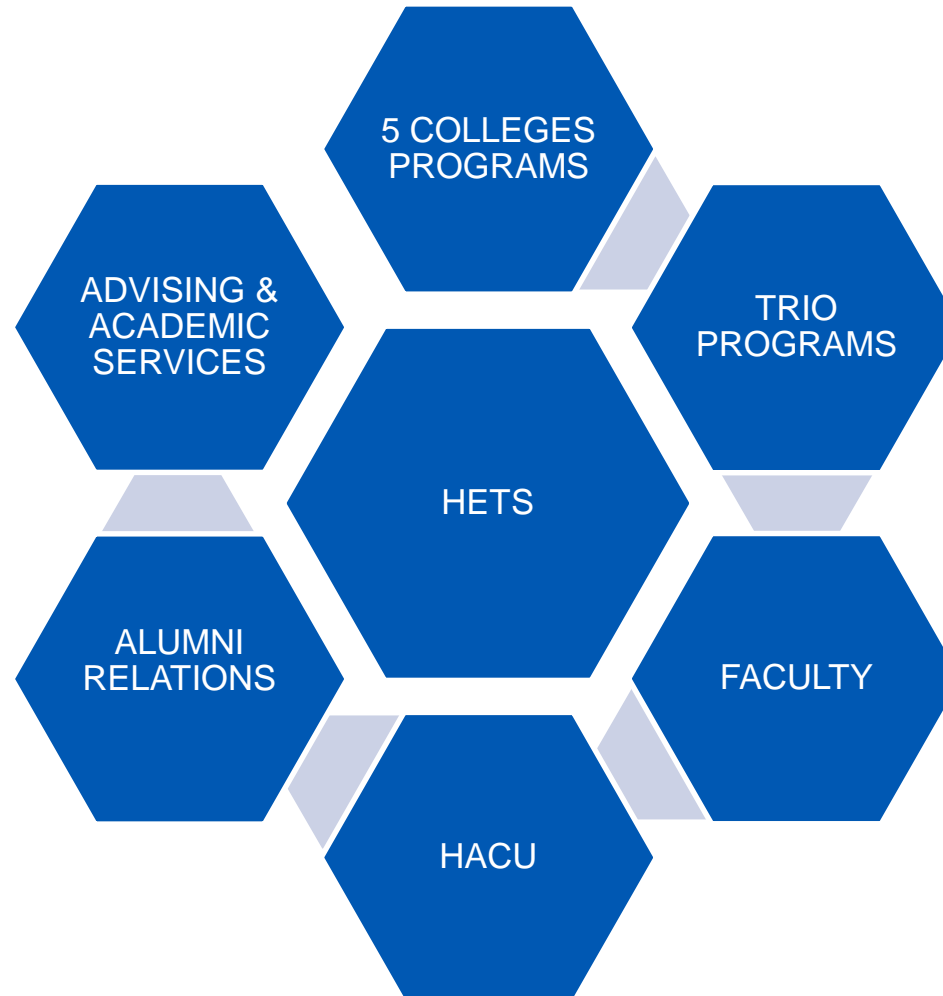 5 COLLEGES
PROGRAMS
TRIO
PROGRAMS
FACULTY
HACU
ALUMNI
RELATIONS
ADVISING &
ACADEMIC
SERVICES
HETS